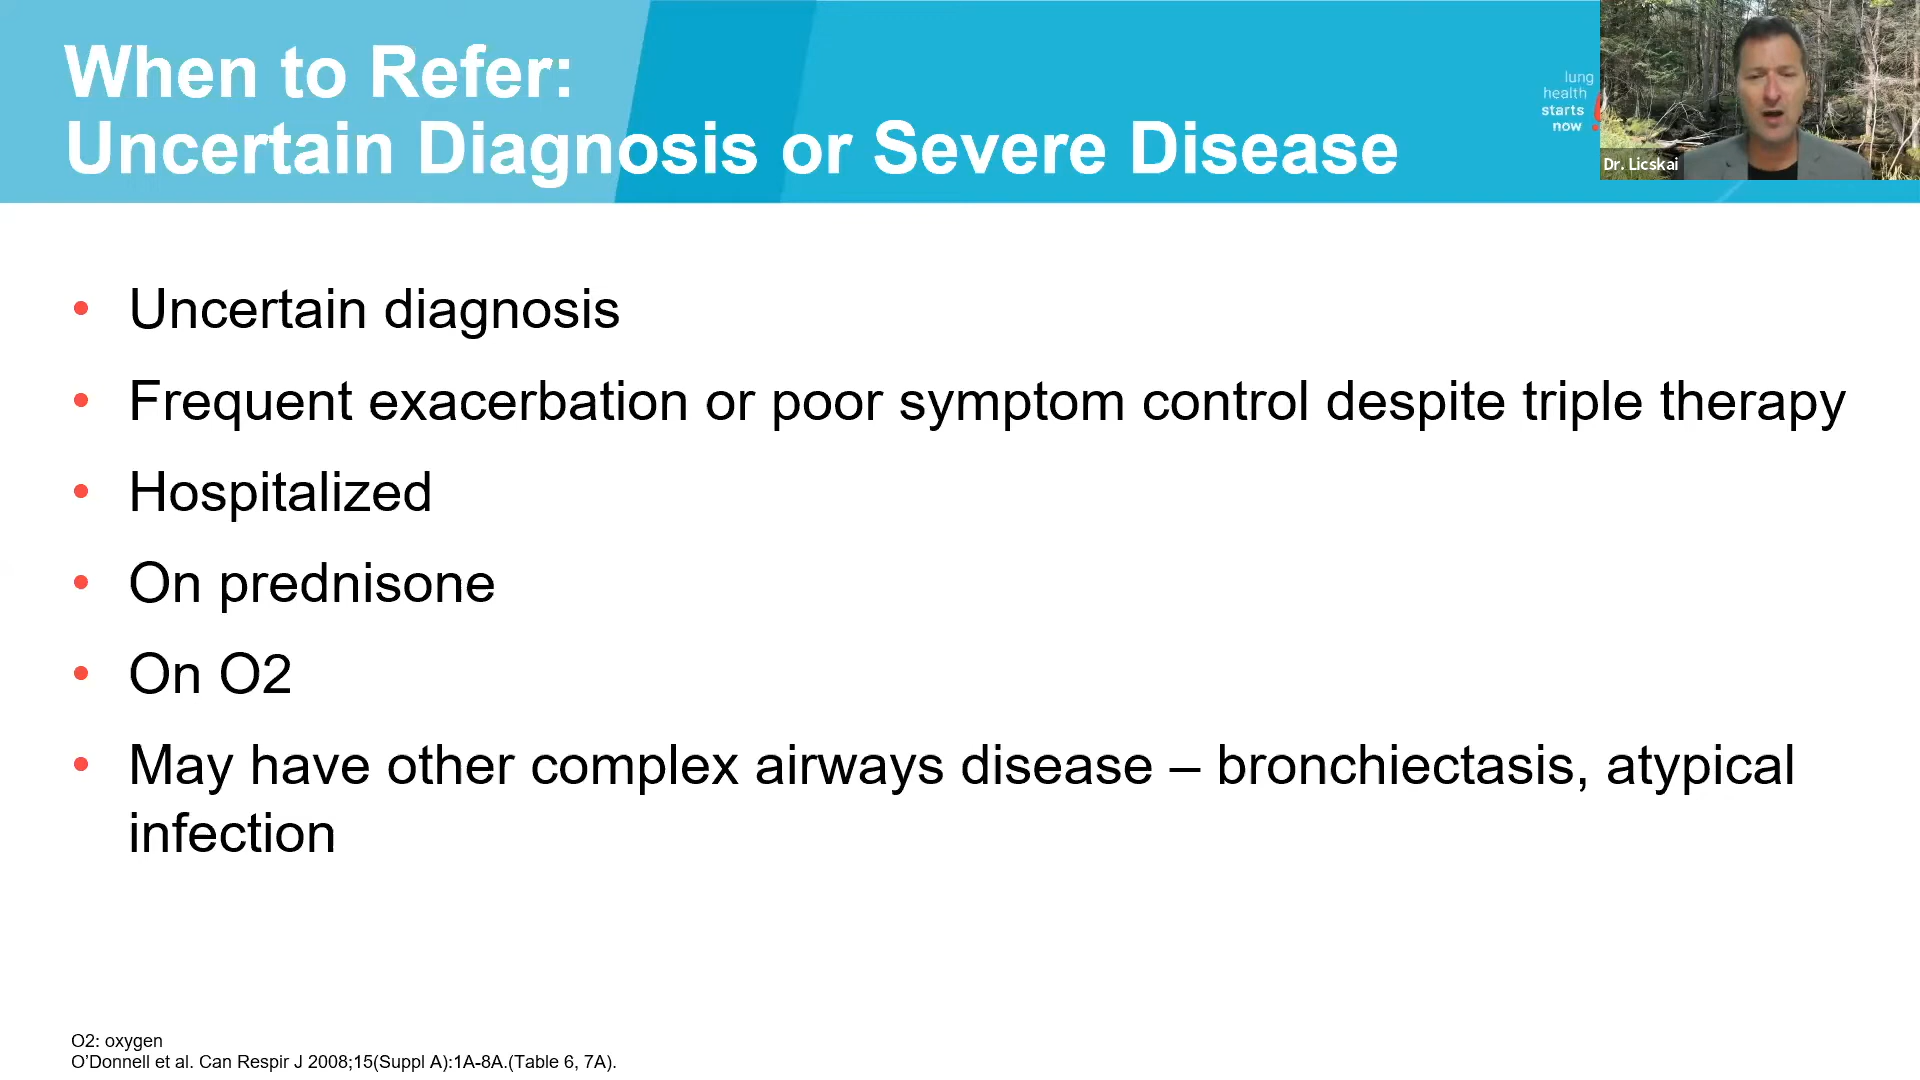 When to Refer:
Uncertain Diagnosis or Severe Disease
lung
health
starts
now
Dr. Licskai
• Uncertain diagnosis
• Frequent exacerbation or poor symptom control despite triple therapy
• Hospitalized
• On prednisone
• On O2
• May have other complex airways disease – bronchiectasis, atypical
infection
O2: oxygen
O’Donnell et al. Can Respir J 2008;15(Suppl A):1A-8A.(Table 6, 7A).